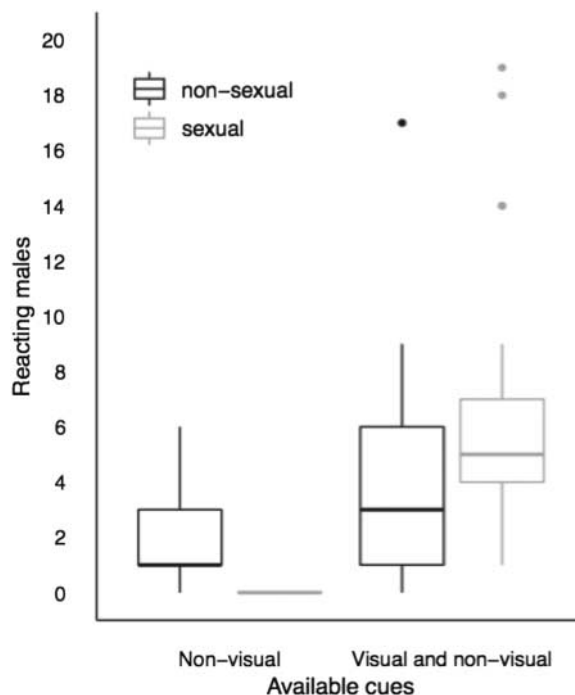 20
18
16
14
12
10
8
6
4
2
0
Reacting males
non-sexual
sexual
Non-visual
Visual and non-visual
Available cues